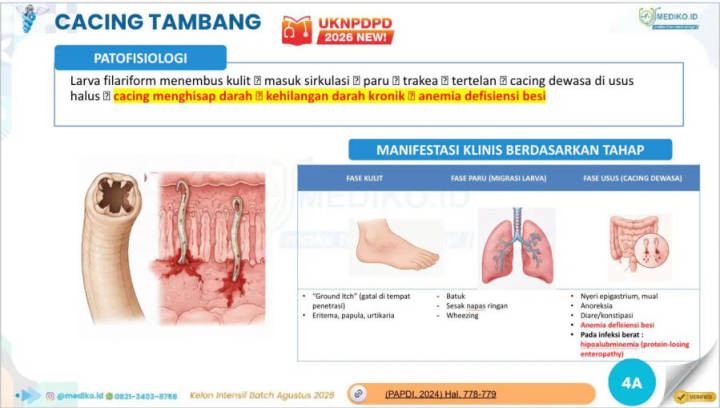 CACING TAMBANG
UKNPDPD
2026 NEW!
MEDIKO.ID
PATOFISIOLOGI
Larva filariform menembus kulit ⍰ masuk sirkulasi ⍰ paru ⍰ trakea ⍰ tertelan ⍰ cacing dewasa di usus
halus ⍰ cacing menghisap darah ⍰ kehilangan darah kronik ⍰ anemia defisiensi besi
MANIFESTASI KLINIS BERDASARKAN TAHAP
FASE KULIT
FASE PARU (MIGRASI LARVA)
FASE USUS (CACING DEWASA)
MEDIKO.ID
• "Ground Itch" (gatal di tempat
penetrasi)
• Eritema, papula, urtikaria
- Batuk
- Sesak napas ringan
- Wheezing
• Nyeri epigastrium, mual
• Anoreksia
• Diare/konstipasi
• Anemia defisiensi besi
• Pada infeksi berat :
hipoalbuminemia (protein-losing
enteropathy)
4A
@mediko.id 0821-3403-8768
Kelan Intensif Batch Agustus 2025
(PAPDI, 2024) Hal. 778-779
VERIFIED